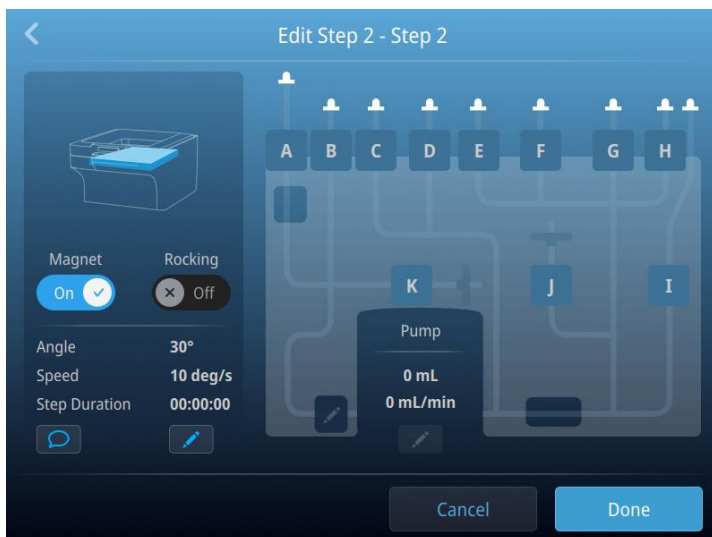 Edit Step 2 - Step 2
A B C D E F G H
Magnet Rocking
On Off
K J I
Angle 30°
Speed 10 deg/s
Step Duration 00:00:00
Pump
0 mL
0 mL/min
Cancel Done